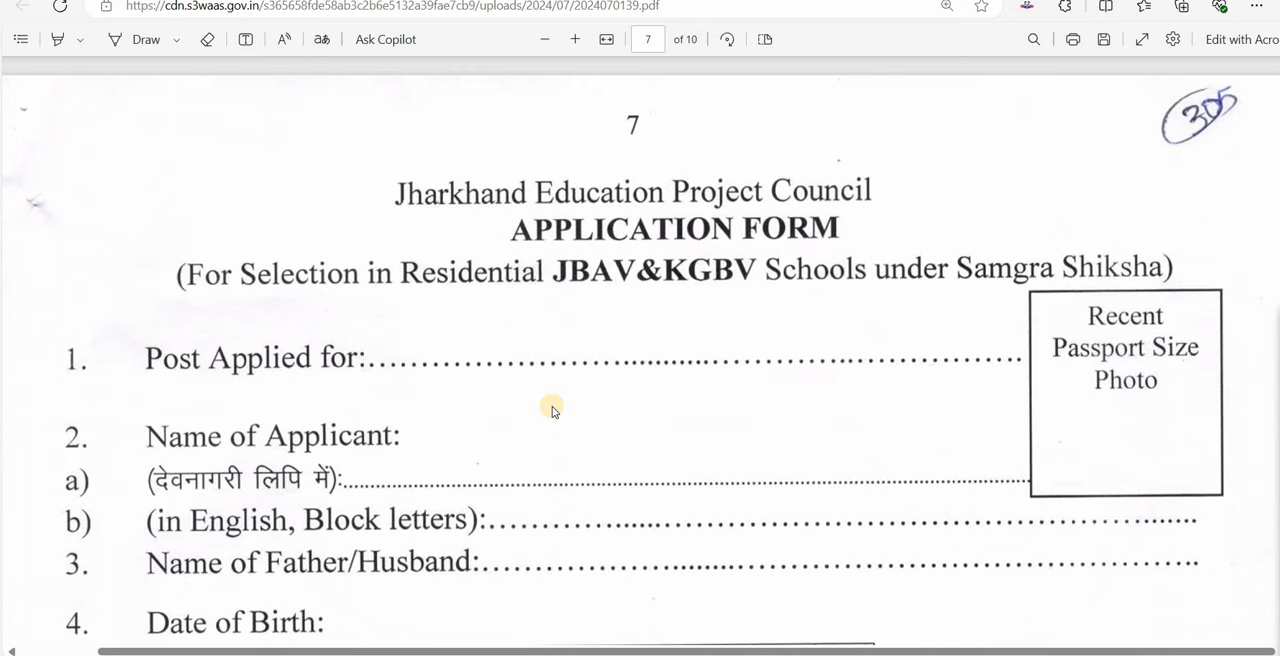 https://cdn.s3waas.gov.in/s365658fde58ab3c2b6e5132a39fae7cb9/uploads/2024/07/2024070139.pdf
Draw Ask Copilot 7 of 10 Edit with Acro
7
305
Jharkhand Education Project Council
APPLICATION FORM
(For Selection in Residential JBAV&KGBV Schools under Samgra Shiksha)
Recent
Passport Size
Photo
1. Post Applied for:................................................
2. Name of Applicant:
a) (देवनागरी लिपि में):................................................
b) (in English, Block letters):................................................
3. Name of Father/Husband:................................................
4. Date of Birth: